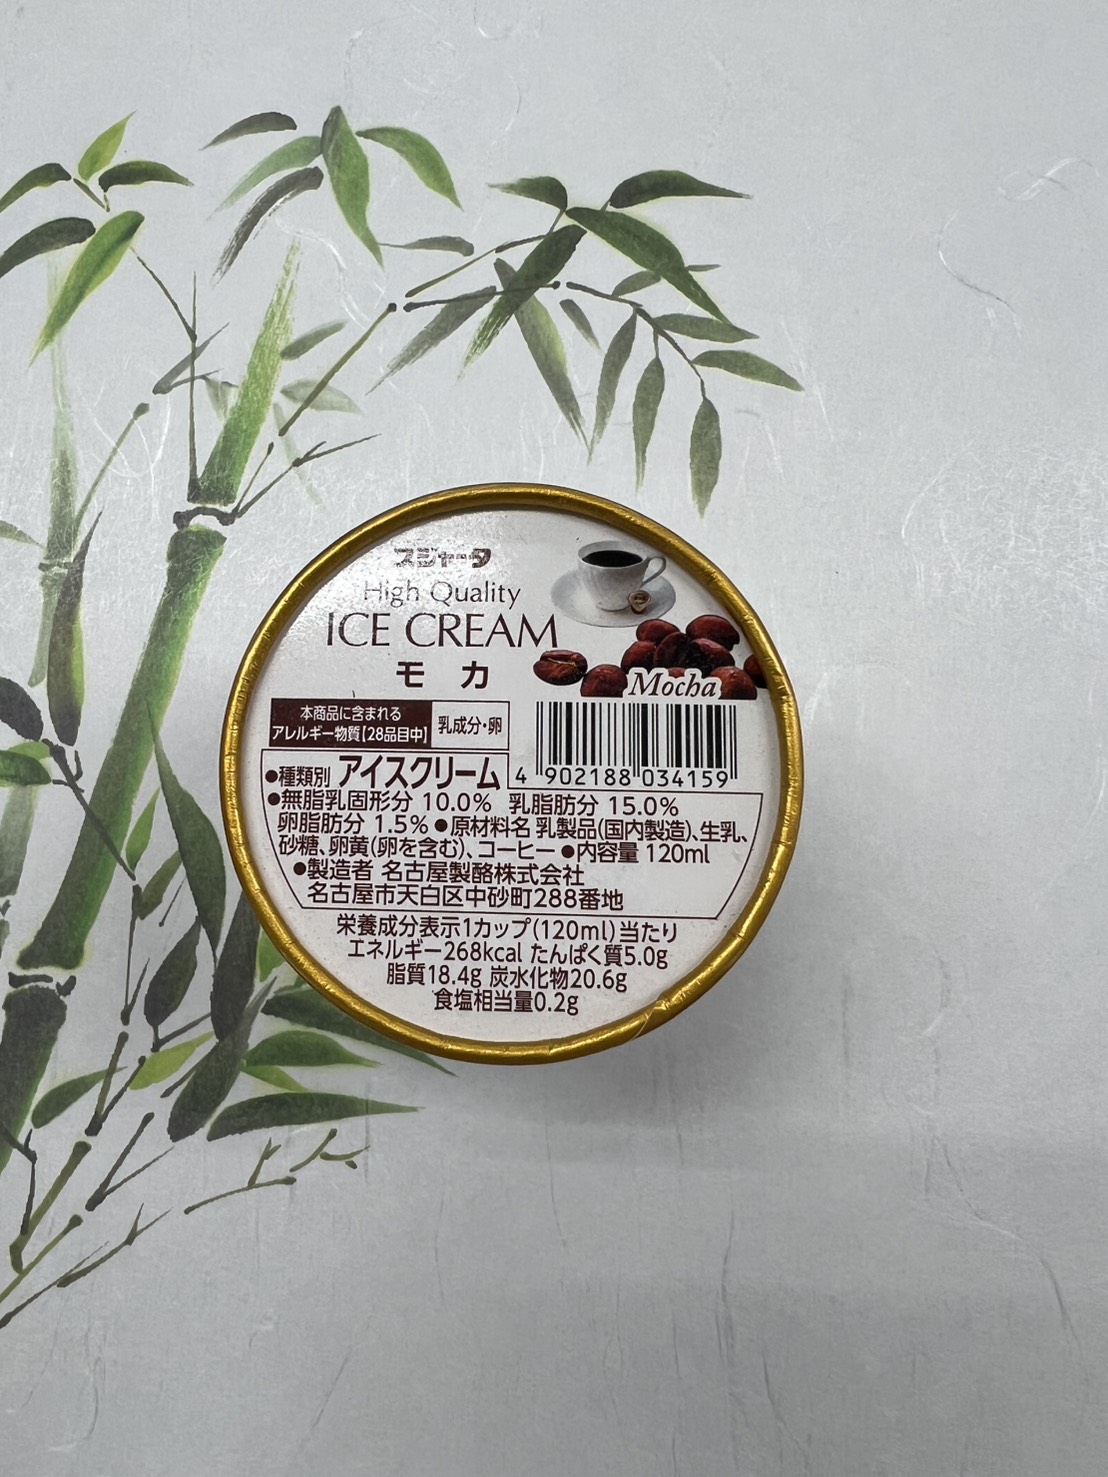 スジャータ
High Quality
ICE CREAM
モカ
Mocha
本商品に含まれる
アレルギー物質【28品目中】
乳成分・卵
4 902188 034159
●種類別 アイスクリーム
●無脂乳固形分 10.0% 乳脂肪分 15.0%
卵脂肪分 1.5% ●原材料名 乳製品(国内製造)、生乳、
砂糖、卵黄(卵を含む)、コーヒー ●内容量 120ml
●製造者 名古屋製酪株式会社
名古屋市天白区中砂町288番地
栄養成分表示1カップ(120ml)当たり
エネルギー268kcal たんぱく質5.0g
脂質18.4g 炭水化物20.6g
食塩相当量0.2g